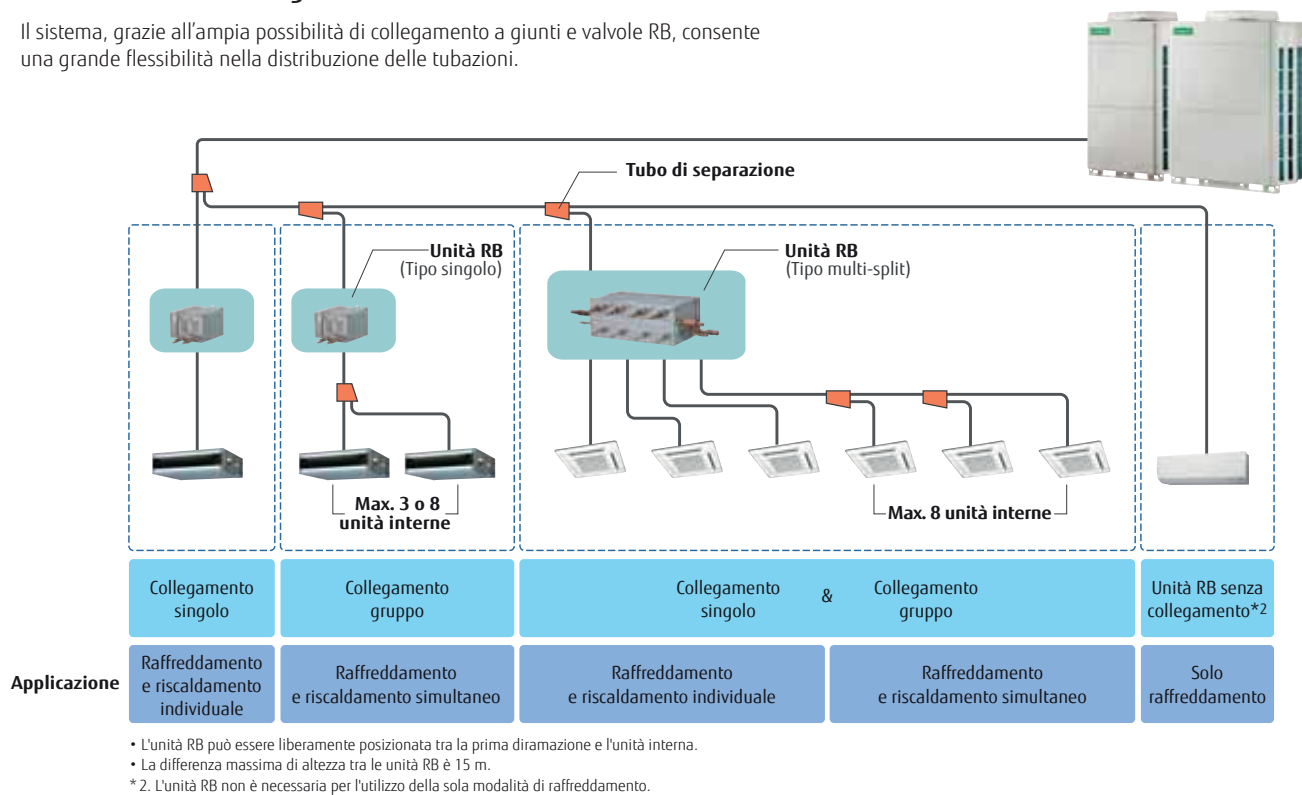 Il sistema, grazie all'ampia possibilità di collegamento a giunti e valvole RB, consente
una grande flessibilità nella distribuzione delle tubazioni.
Tubo di separazione
Unità RB
(Tipo singolo)
Unità RB
(Tipo multi-split)
Max. 3 o 8
unità interne
Max. 8 unità interne
Collegamento
singolo
Collegamento
gruppo
Collegamento
singolo
&
Collegamento
gruppo
Unità RB senza
collegamento*2
Applicazione
Raffreddamento
e riscaldamento
individuale
Raffreddamento
e riscaldamento simultaneo
Raffreddamento
e riscaldamento individuale
Raffreddamento
e riscaldamento simultaneo
Solo
raffreddamento
• L'unità RB può essere liberamente posizionata tra la prima diramazione e l'unità interna.
• La differenza massima di altezza tra le unità RB è 15 m.
*2. L'unità RB non è necessaria per l'utilizzo della sola modalità di raffreddamento.